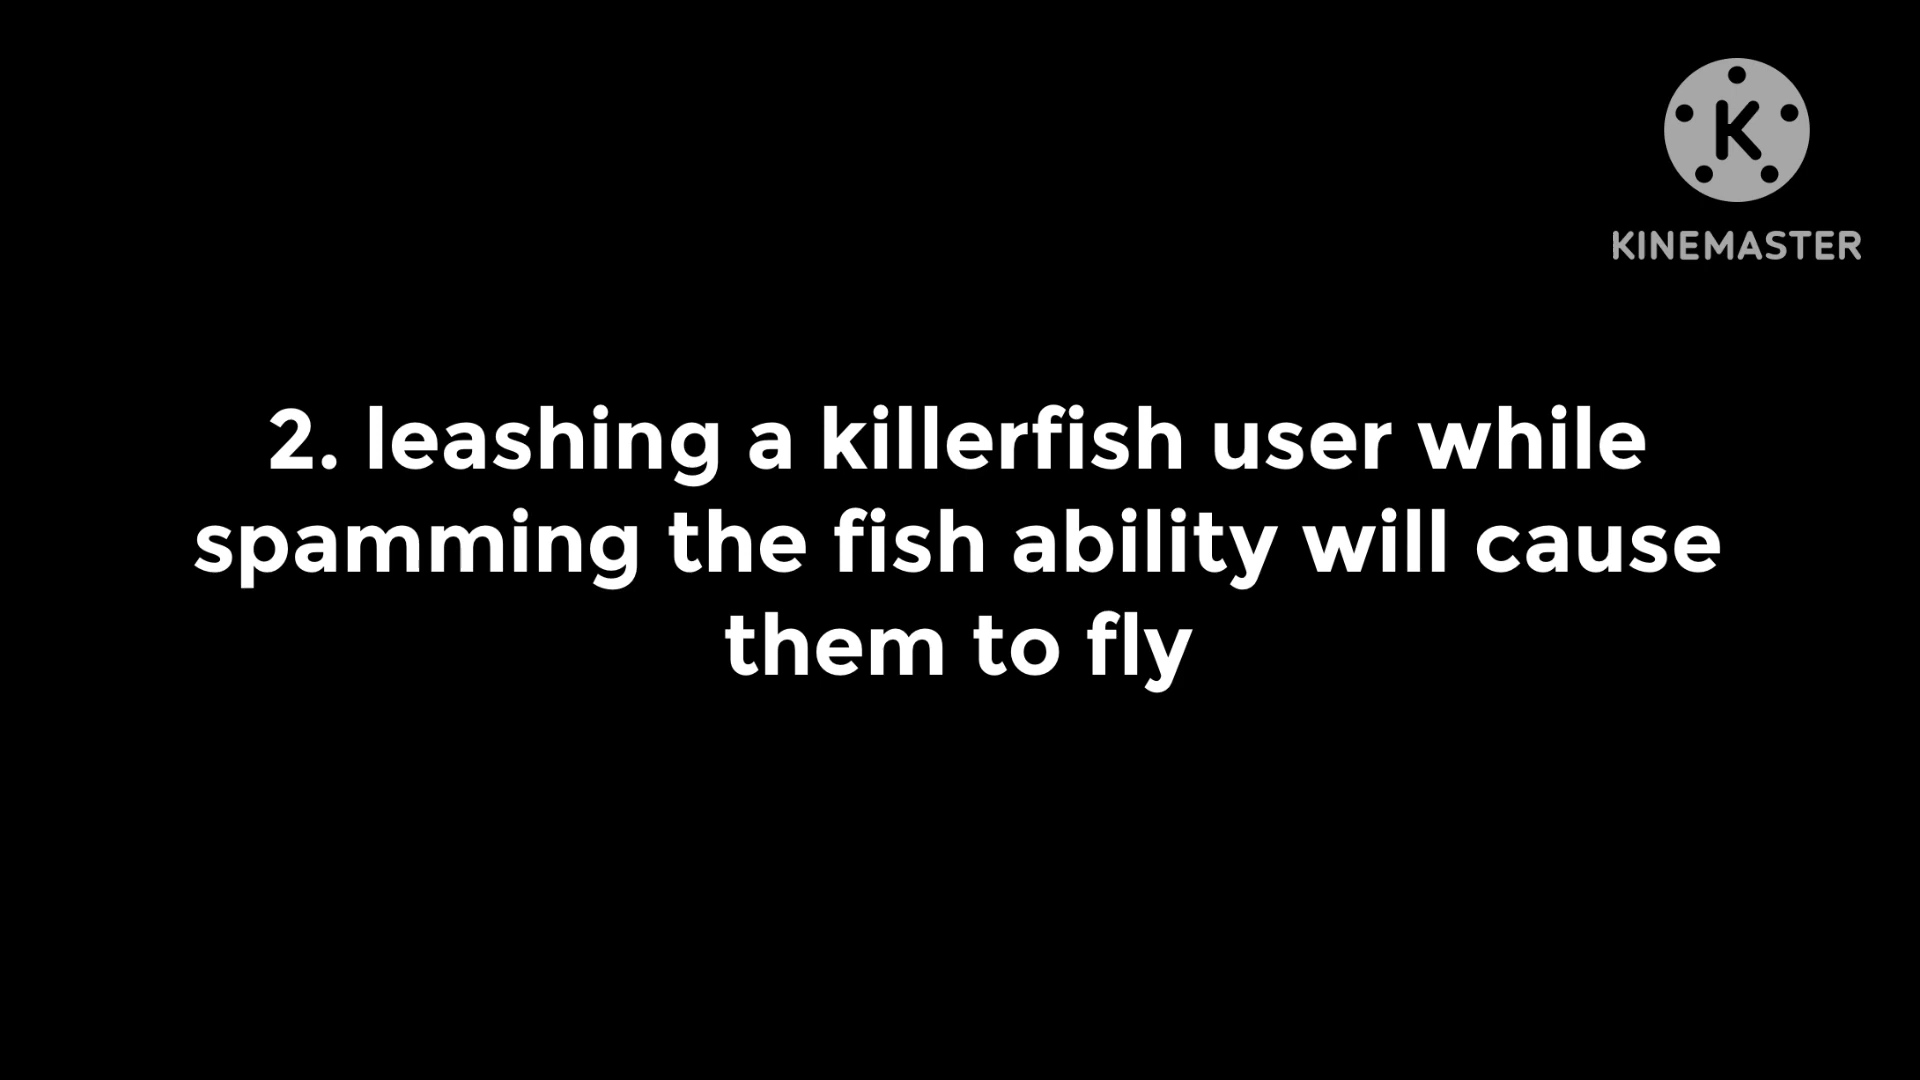 K
KINEMASTER
2. leashing a killerfish user while
spamming the fish ability will cause
them to fly